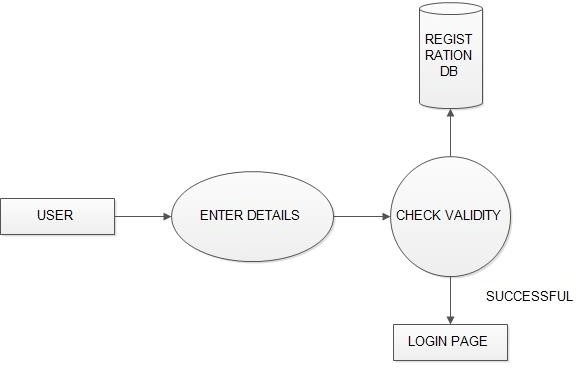 REGIST
RATION
DB
USER
ENTER DETAILS
CHECK VALIDITY
SUCCESSFUL
LOGIN PAGE